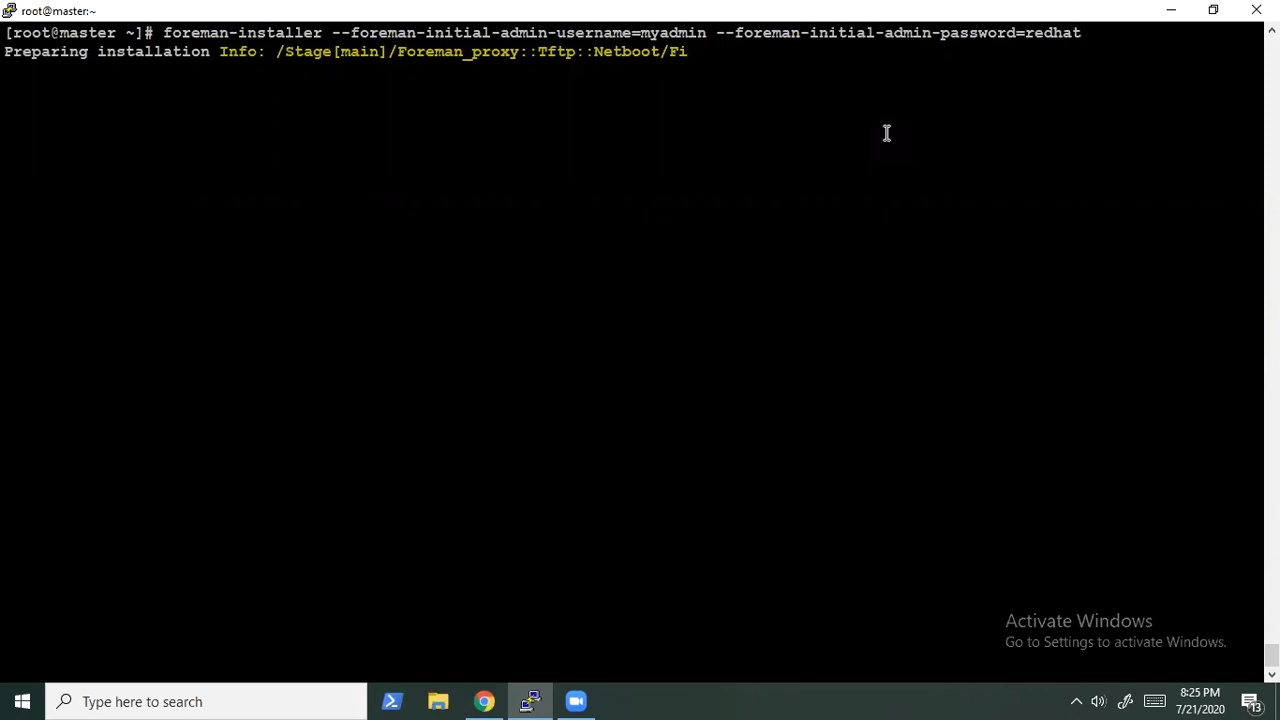 root@master:~
[root@master ~]# foreman-installer --foreman-initial-admin-username=myadmin --foreman-initial-admin-password=redhat
Preparing installation Info: /Stage[main]/Foreman_proxy::Tftp::Netboot/Fi
Activate Windows
Go to Settings to activate Windows.
Type here to search
8:25 PM
7/21/2020
13